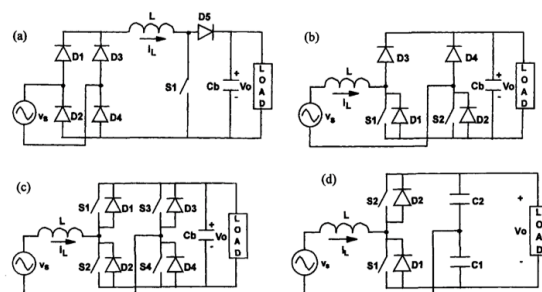 (a)
L
D5
D1
D3
iL
S1
Cb
+
Vo
-
LOAD
vs
D2
D4
(b)
D3
D4
L
iL
Cb
+
Vo
-
LOAD
vs
S1
D1
S2
D2
(c)
S1
D1
S3
D3
L
iL
Cb
+
Vo
-
LOAD
vs
S2
D2
S4
D4
(d)
S2
D2
C2
L
iL
+
Vo
-
LOAD
vs
S1
D1
C1